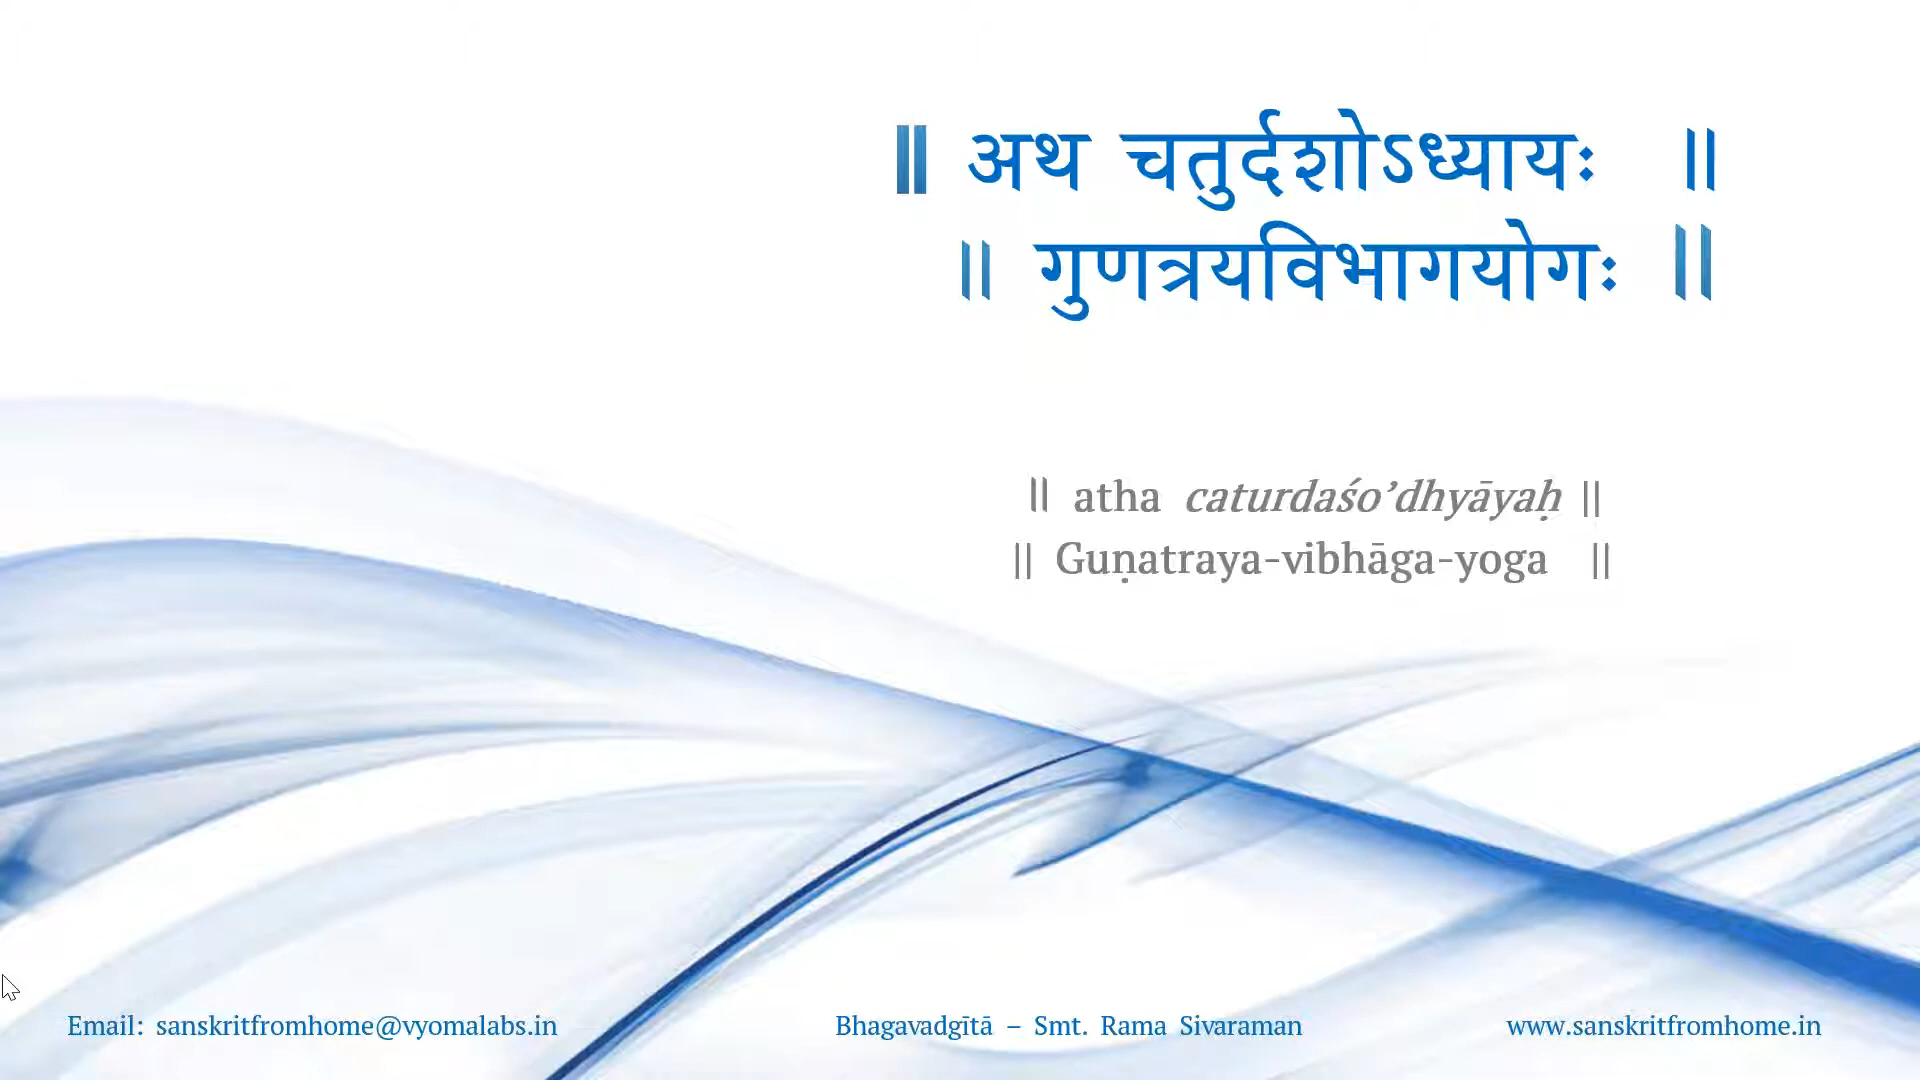 ॥ अथ चतुर्दशोऽध्यायः ॥
॥ गुणत्रयविभागयोगः ॥
॥ atha caturdaśo’dhyāyaḥ ||
|| Guṇatraya-vibhāga-yoga ||
Email: sanskritfromhome@vyomalabs.in
Bhagavadgītā – Smt. Rama Sivaraman
www.sanskritfromhome.in